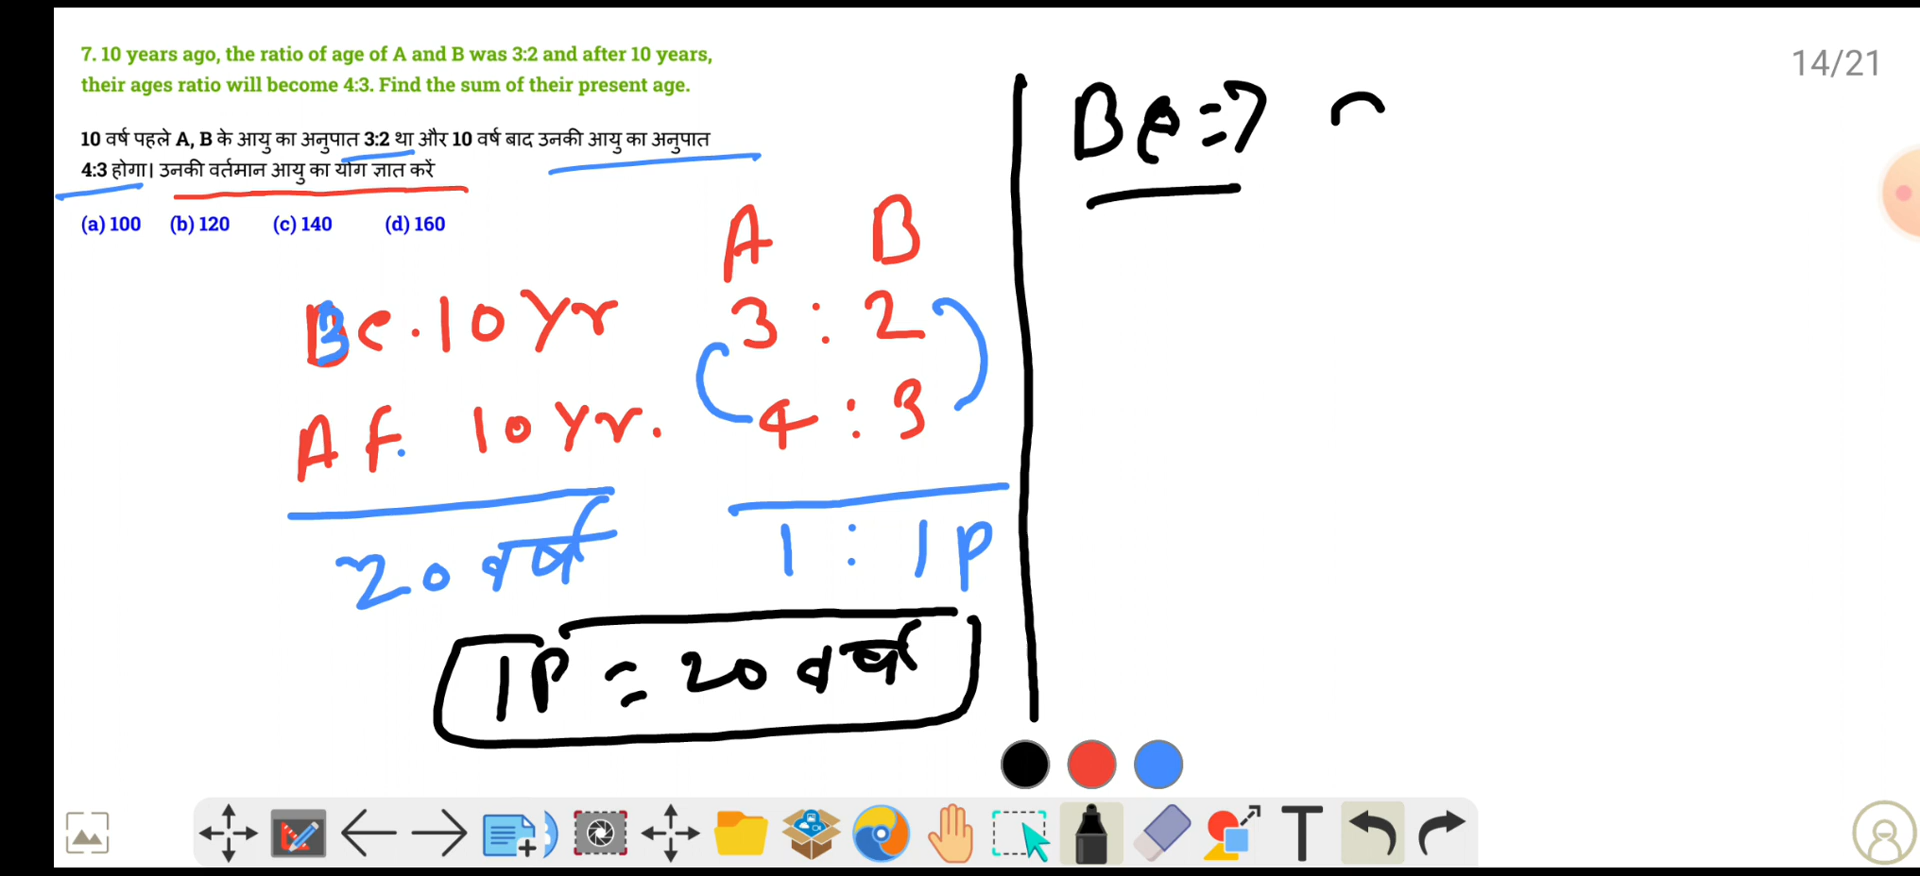 7. 10 years ago, the ratio of age of A and B was 3:2 and after 10 years,
their ages ratio will become 4:3. Find the sum of their present age.
10 वर्ष पहले A, B के आयु का अनुपात 3:2 था और 10 वर्ष बाद उनकी आयु का अनुपात
4:3 होगा। उनकी वर्तमान आयु का योग ज्ञात करें
(a) 100 (b) 120 (c) 140 (d) 160
A B
Be. 10 Yr 3 : 2
Af. 10 Yr. 4 : 3
20 वर्ष 1 : 1P
1P = 20 वर्ष
Be =>
14/21
T